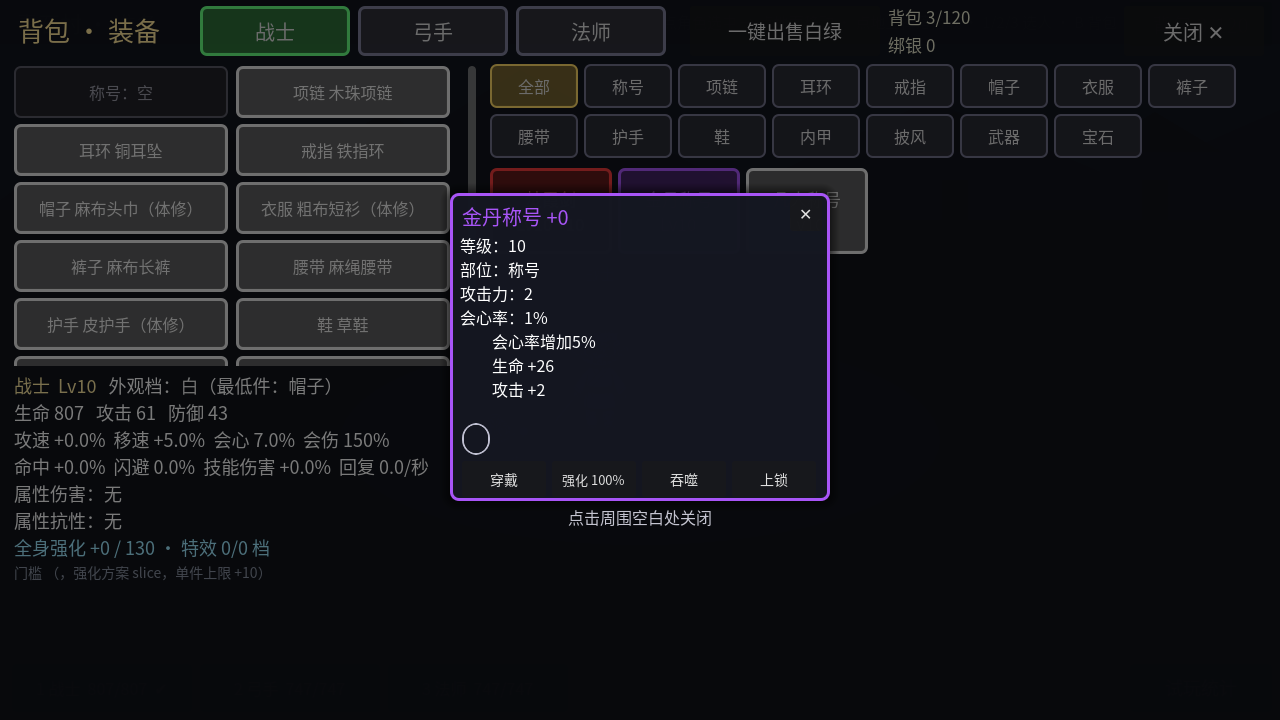 背包 · 装备
战士
弓手
法师
一键出售白绿
背包 3/120
绑银 0
关闭 ×
称号：空
项链 木珠项链
耳环 铜耳坠
戒指 铁指环
帽子 麻布头巾（体修）
衣服 粗布短衫（体修）
裤子 麻布长裤
腰带 麻绳腰带
护手 皮护手（体修）
鞋 草鞋
全部
称号
项链
耳环
戒指
帽子
衣服
裤子
腰带
护手
鞋
内甲
披风
武器
宝石
金丹称号 +0
×
等级：10
部位：称号
攻击力：2
会心率：1%
会心率增加5%
生命 +26
攻击 +2
穿戴
强化 100%
吞噬
上锁
点击周围空白处关闭
战士 Lv10 外观档：白（最低件：帽子）
生命 807 攻击 61 防御 43
攻速 +0.0% 移速 +5.0% 会心 7.0% 会伤 150%
命中 +0.0% 闪避 0.0% 技能伤害 +0.0% 回复 0.0/秒
属性伤害：无
属性抗性：无
全身强化 +0 / 130 · 特效 0/0 档
门槛 （，强化方案 slice，单件上限 +10）